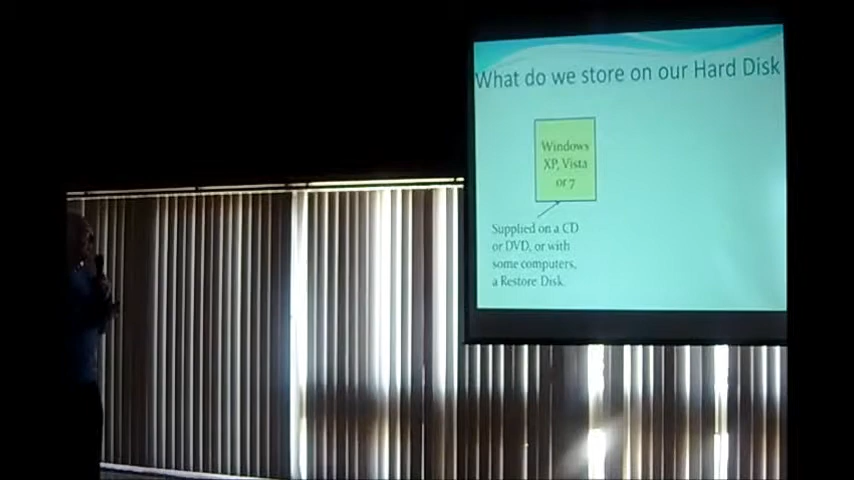 What do we store on our Hard Disk
Windows
XP, Vista
or 7
Supplied on a CD
or DVD, or with
some computers,
a Restore Disk.